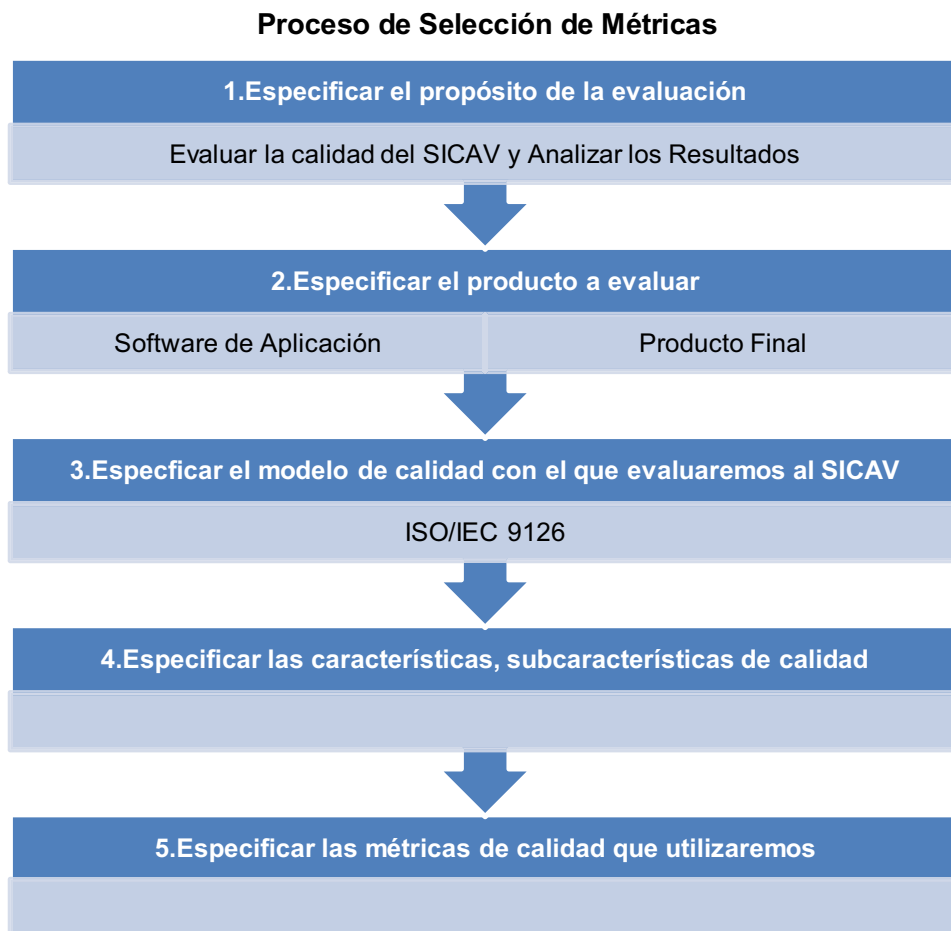 Proceso de Selección de Métricas
1.Especificar el propósito de la evaluación
Evaluar la calidad del SICAV y Analizar los Resultados
2.Especificar el producto a evaluar
Software de Aplicación
Producto Final
3.Especficar el modelo de calidad con el que evaluaremos al SICAV
ISO/IEC 9126
4.Especificar las características, subcaracterísticas de calidad
5.Especificar las métricas de calidad que utilizaremos